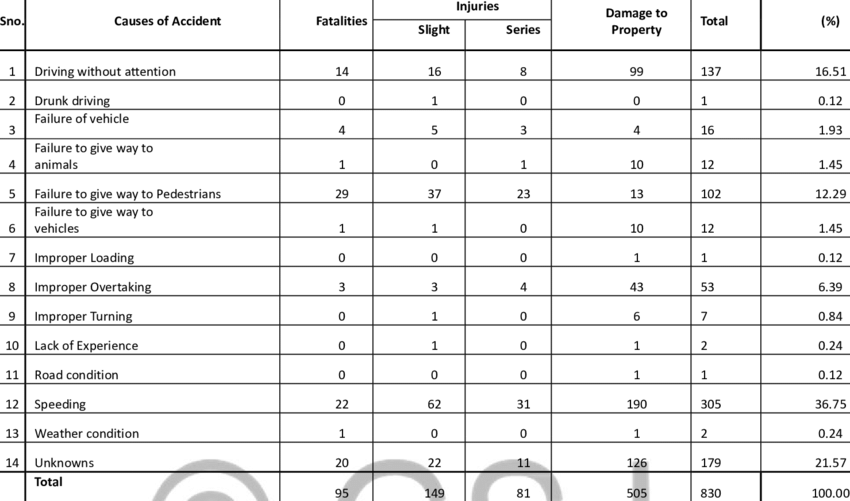 Sno. Causes of Accident Fatalities Injuries Damage to Property Total (%)
Slight Series
1 Driving without attention 14 16 8 99 137 16.51
2 Drunk driving 0 1 0 0 1 0.12
3 Failure of vehicle 4 5 3 4 16 1.93
Failure to give way to
4 animals 1 0 1 10 12 1.45
5 Failure to give way to Pedestrians 29 37 23 13 102 12.29
Failure to give way to
6 vehicles 1 1 0 10 12 1.45
7 Improper Loading 0 0 0 1 1 0.12
8 Improper Overtaking 3 3 4 43 53 6.39
9 Improper Turning 0 1 0 6 7 0.84
10 Lack of Experience 0 1 0 1 2 0.24
11 Road condition 0 0 0 1 1 0.12
12 Speeding 22 62 31 190 305 36.75
13 Weather condition 1 0 0 1 2 0.24
14 Unknowns 20 22 11 126 179 21.57
Total 95 149 81 505 830 100.00